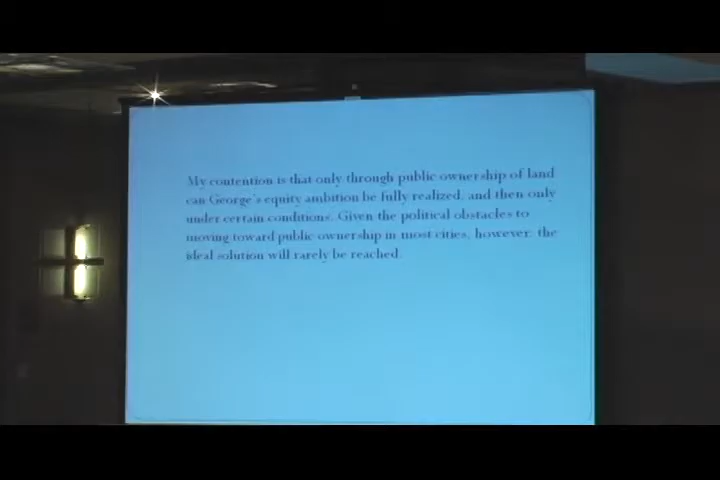 My contention is that only through public ownership of land
can George's equity ambition be fully realized, and then only
under certain conditions. Given the political obstacles to
moving toward public ownership in most cities, however, the
ideal solution will rarely be reached.